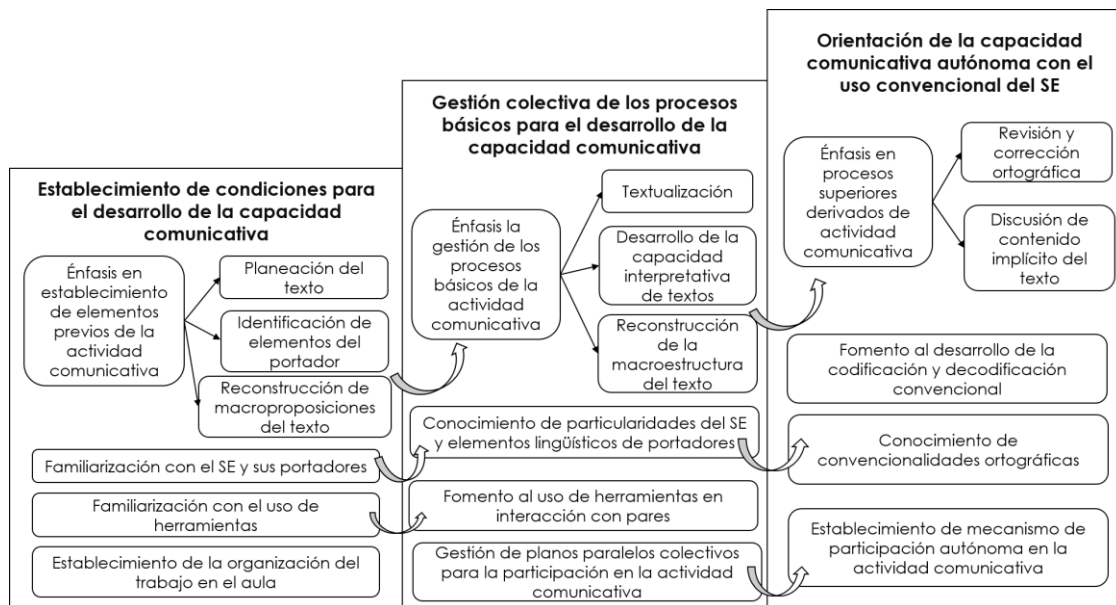 Establecimiento de condiciones para
el desarrollo de la capacidad
comunicativa
Énfasis en
establecimiento
de elementos
previos de la
actividad
comunicativa
Planeación del
texto
Identificación de
elementos del
portador
Reconstrucción de
macroproposiciones
del texto
Familiarización con el SE y sus portadores
Familiarización con el uso de
herramientas
Establecimiento de la organización del
trabajo en el aula
Gestión colectiva de los procesos
básicos para el desarrollo de la
capacidad comunicativa
Énfasis la
gestión de los
procesos
básicos de la
actividad
comunicativa
Textualización
Desarrollo de la
capacidad
interpretativa
de textos
Reconstrucción
de la
macroestructura
del texto
Conocimiento de particularidades del SE
y elementos lingüísticos de portadores
Fomento al uso de herramientas en
interacción con pares
Gestión de planos paralelos colectivos
para la participación en la actividad
comunicativa
Orientación de la capacidad
comunicativa autónoma con el
uso convencional del SE
Énfasis en
procesos
superiores
derivados de
actividad
comunicativa
Revisión y
corrección
ortográfica
Discusión de
contenido
implícito del
texto
Fomento al desarrollo de la
codificación y decodificación
convencional
Conocimiento de
convencionalidades ortográficas
Establecimiento de mecanismo de
participación autónoma en la
actividad comunicativa